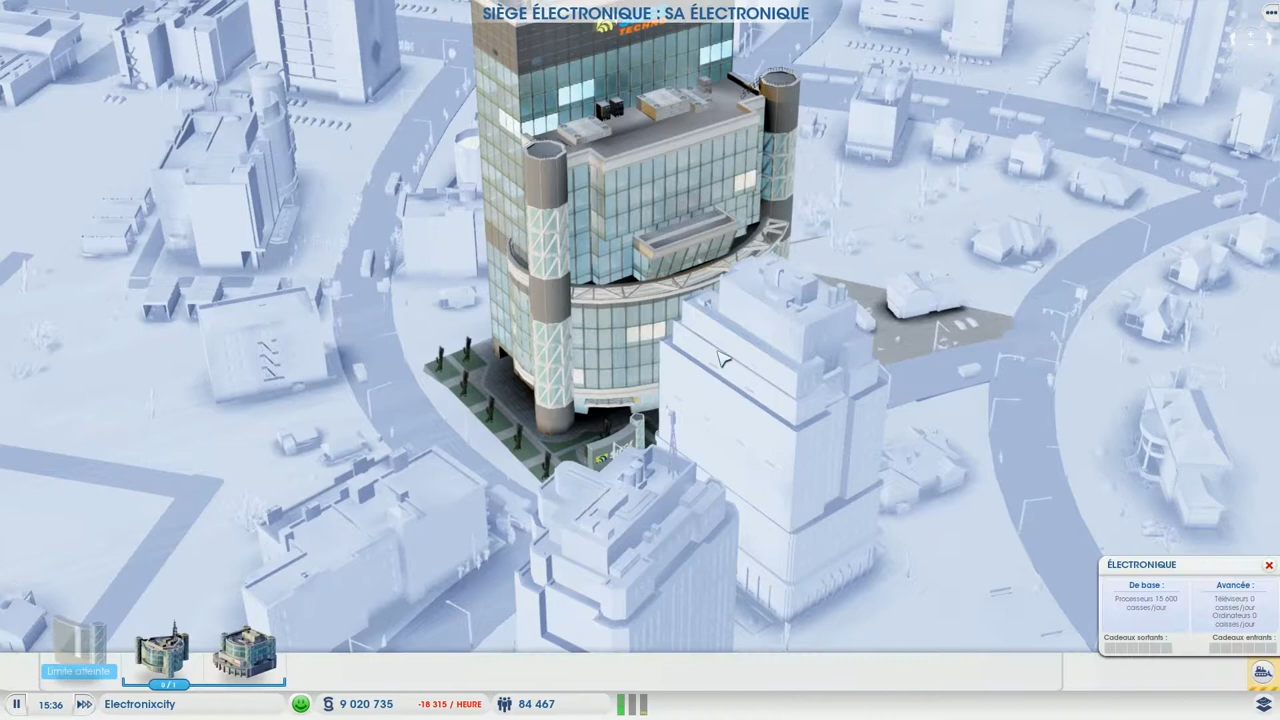 SIÈGE ÉLECTRONIQUE : SA ÉLECTRONIQUE
ÉLECTRONIQUE
De base :
Avancée :
Processeurs 15 600
caisses/jour
Téléviseurs 0
caisses/jour
Ordinateurs 0
caisses/jour
Cadeaux sortants :
Cadeaux entrants :
Limite atteinte
0 / 1
15:36
Electronixcity
9 020 735
-18 315 / HEURE
84 467